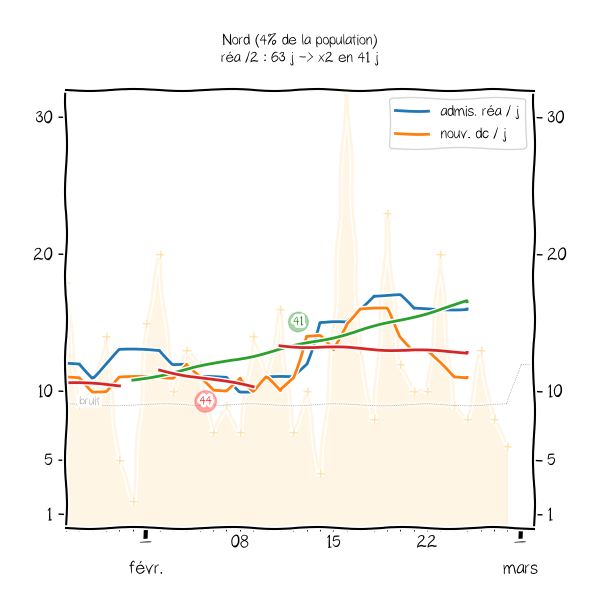 Nord (4% de la population)
réa /2 : 63 j -> x2 en 41 j
admis. réa / j
nouv. dc / j
30
30
20
20
41
10
10
bruit
44
5
5
1
1
08
15
22
févr.
mars